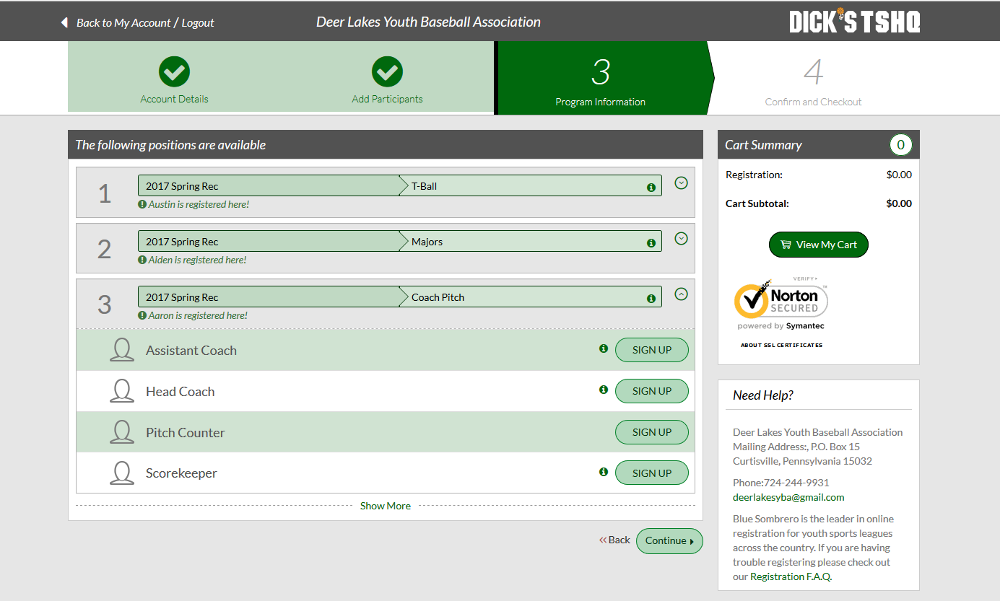 Back to My Account / Logout
Deer Lakes Youth Baseball Association
DICK'S TSHQ
Account Details
Add Participants
3
Program Information
4
Confirm and Checkout
The following positions are available
1
2017 Spring Rec
T-Ball
Austin is registered here!
2
2017 Spring Rec
Majors
Aiden is registered here!
3
2017 Spring Rec
Coach Pitch
Aaron is registered here!
Assistant Coach
SIGN UP
Head Coach
SIGN UP
Pitch Counter
SIGN UP
Scorekeeper
SIGN UP
Show More
<<Back
Continue
Cart Summary
0
Registration: $0.00
Cart Subtotal: $0.00
View My Cart
VERIFY
Norton™
SECURED
powered by Symantec
ABOUT SSL CERTIFICATES
Need Help?
Deer Lakes Youth Baseball Association
Mailing Address:, P.O. Box 15
Curtisville, Pennsylvania 15032
Phone:724-244-9931
deerlakesyba@gmail.com
Blue Sombrero is the leader in online
registration for youth sports leagues
across the country. If you are having
trouble registering please check out
our Registration F.A.Q.